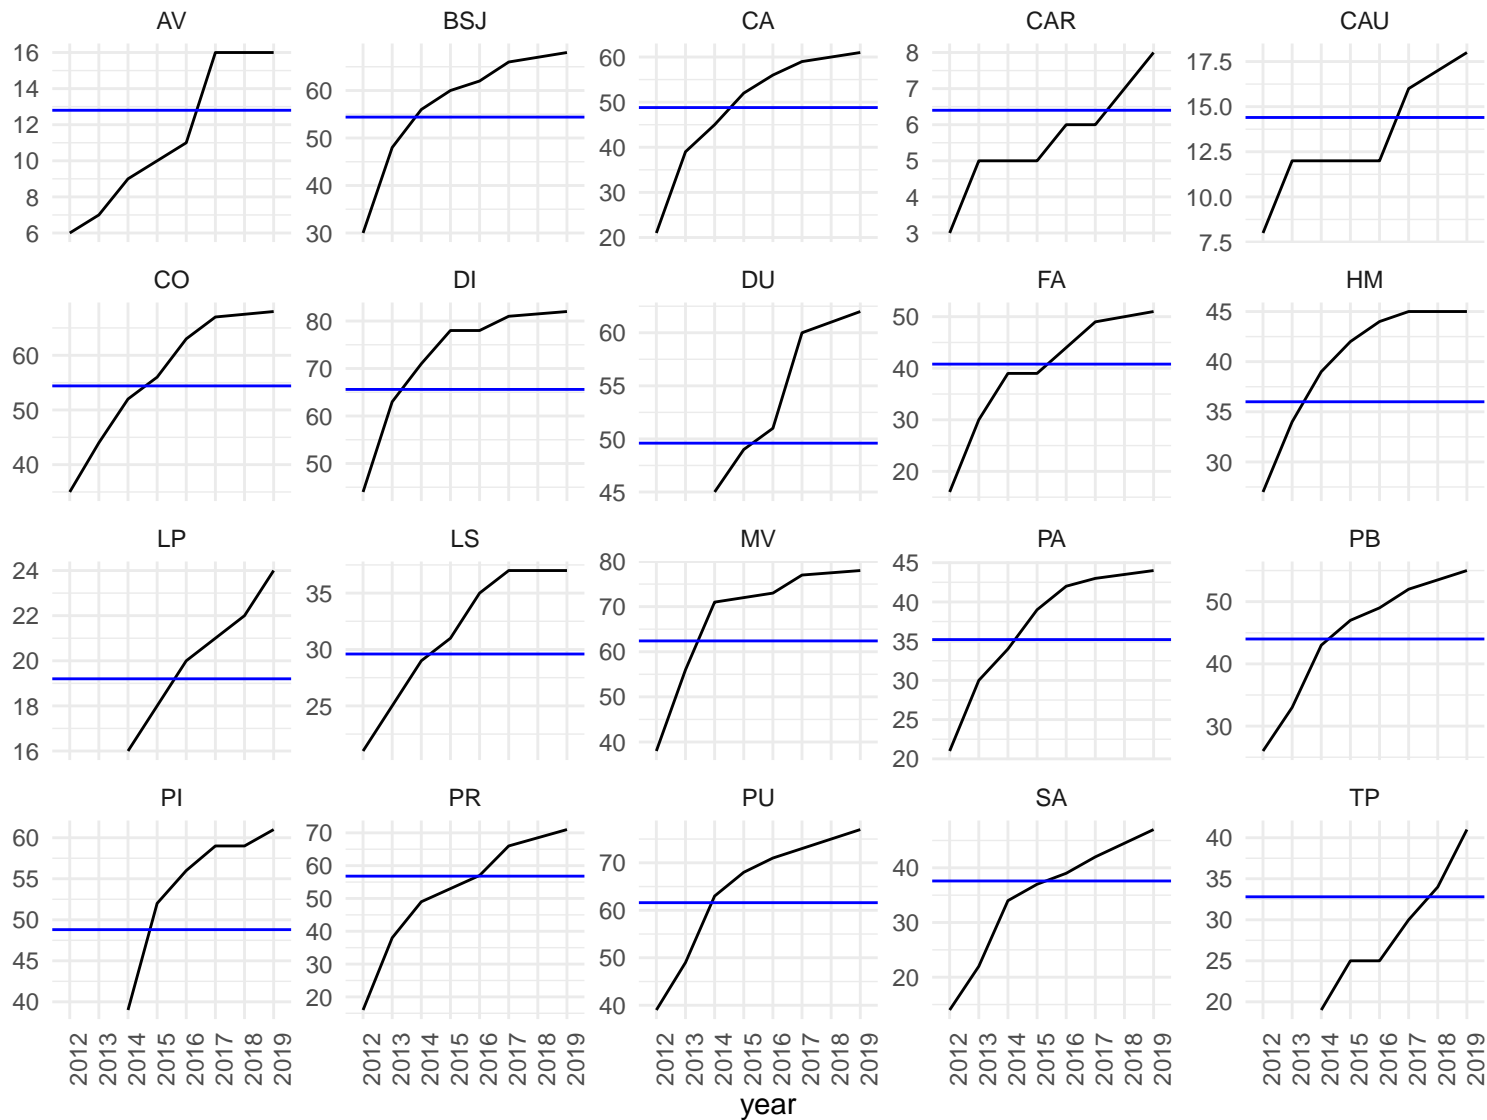 AV BSJ CA CAR CAU
16 14 12 10 8 6
60 50 40 30
60 50 40 30 20
8 7 6 5 4 3
17.5 15.0 12.5 10.0 7.5
CO DI DU FA HM
60 50 40
80 70 60 50
60 55 50 45
50 40 30 20
45 40 35 30
LP LS MV PA PB
24 22 20 18 16
35 30 25
80 70 60 50 40
45 40 35 30 25 20
50 40 30
PI PR PU SA TP
60 55 50 45 40
70 60 50 40 30 20
70 60 50 40
40 30 20
40 35 30 25 20
2012 2013 2014 2015 2016 2017 2018 2019
2012 2013 2014 2015 2016 2017 2018 2019
2012 2013 2014 2015 2016 2017 2018 2019
2012 2013 2014 2015 2016 2017 2018 2019
2012 2013 2014 2015 2016 2017 2018 2019
year